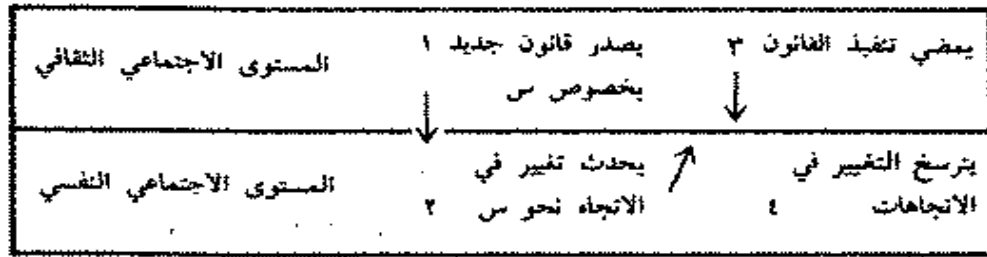 المستوى الاجتماعي الثقافي
١ يصدر قانون جديد
بخصوص س
٣ يمضي تنفيذ القانون
المستوى الاجتماعي النفسي
يحدث تغيير في
الاتجاه نحو س ٢
يترسخ التغيير في
الاتجاهات ٤